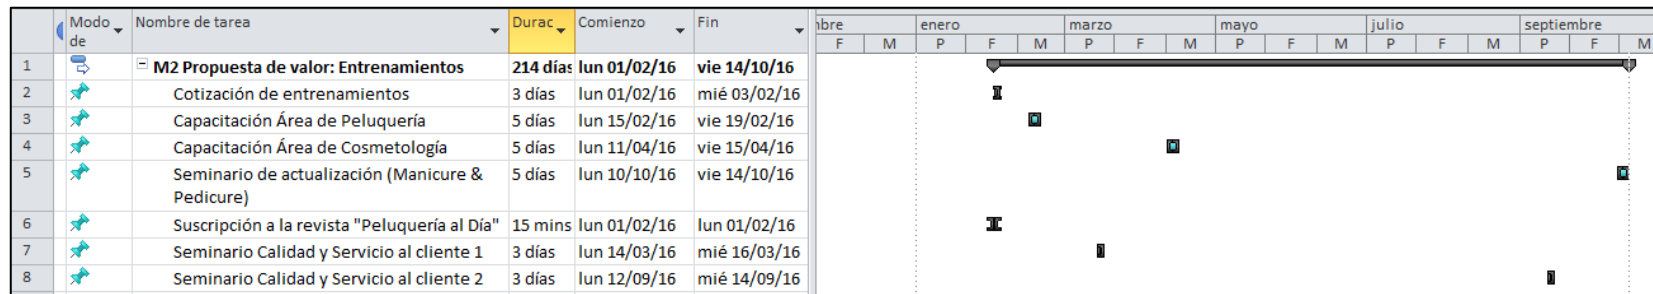 Modo de Nombre de tarea Durac Comienzo Fin nbre enero marzo mayo julio septiembre
F M P F M P F M P F M P F M P F M
1 M2 Propuesta de valor: Entrenamientos 214 días lun 01/02/16 vie 14/10/16
2 Cotización de entrenamientos 3 días lun 01/02/16 mié 03/02/16
3 Capacitación Área de Peluquería 5 días lun 15/02/16 vie 19/02/16
4 Capacitación Área de Cosmetología 5 días lun 11/04/16 vie 15/04/16
5 Seminario de actualización (Manicure & 5 días lun 10/10/16 vie 14/10/16
Pedicure)
6 Suscripción a la revista "Peluquería al Día" 15 mins lun 01/02/16 lun 01/02/16
7 Seminario Calidad y Servicio al cliente 1 3 días lun 14/03/16 mié 16/03/16
8 Seminario Calidad y Servicio al cliente 2 3 días lun 12/09/16 mié 14/09/16